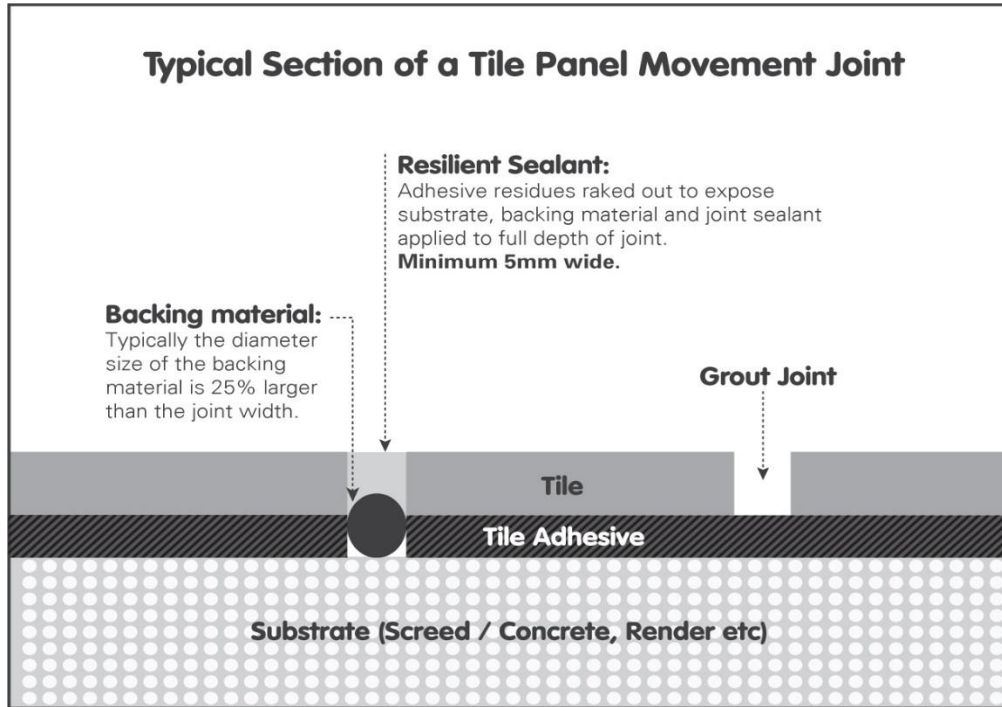 Typical Section of a Tile Panel Movement Joint
Resilient Sealant:
Adhesive residues raked out to expose
substrate, backing material and joint sealant
applied to full depth of joint.
Minimum 5mm wide.
Backing material:
Typically the diameter
size of the backing
material is 25% larger
than the joint width.
Grout Joint
Tile
Tile Adhesive
Substrate (Screed / Concrete, Render etc)